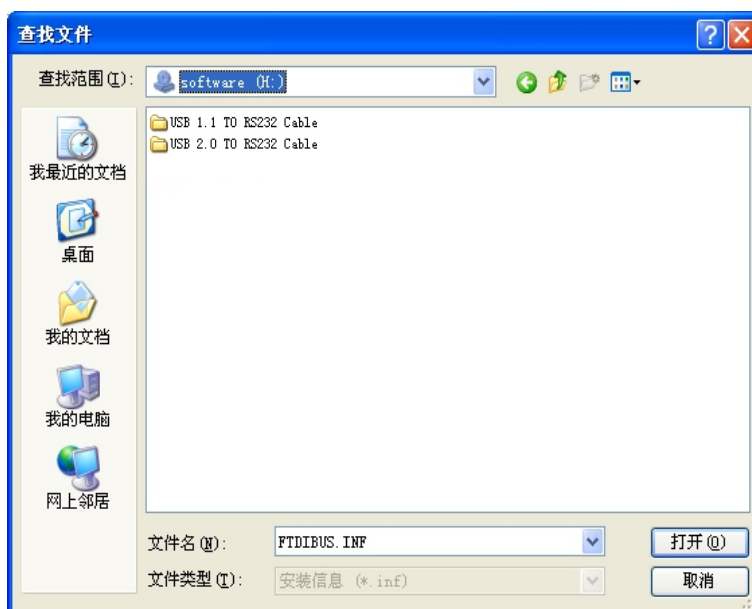 查找文件
查找范围(I):
software (H:)
我最近的文档
桌面
我的文档
我的电脑
网上邻居
USB 1.1 TO RS232 Cable
USB 2.0 TO RS232 Cable
文件名(N):
FTDIBUS.INF
打开(O)
文件类型(T):
安装信息 (*.inf)
取消